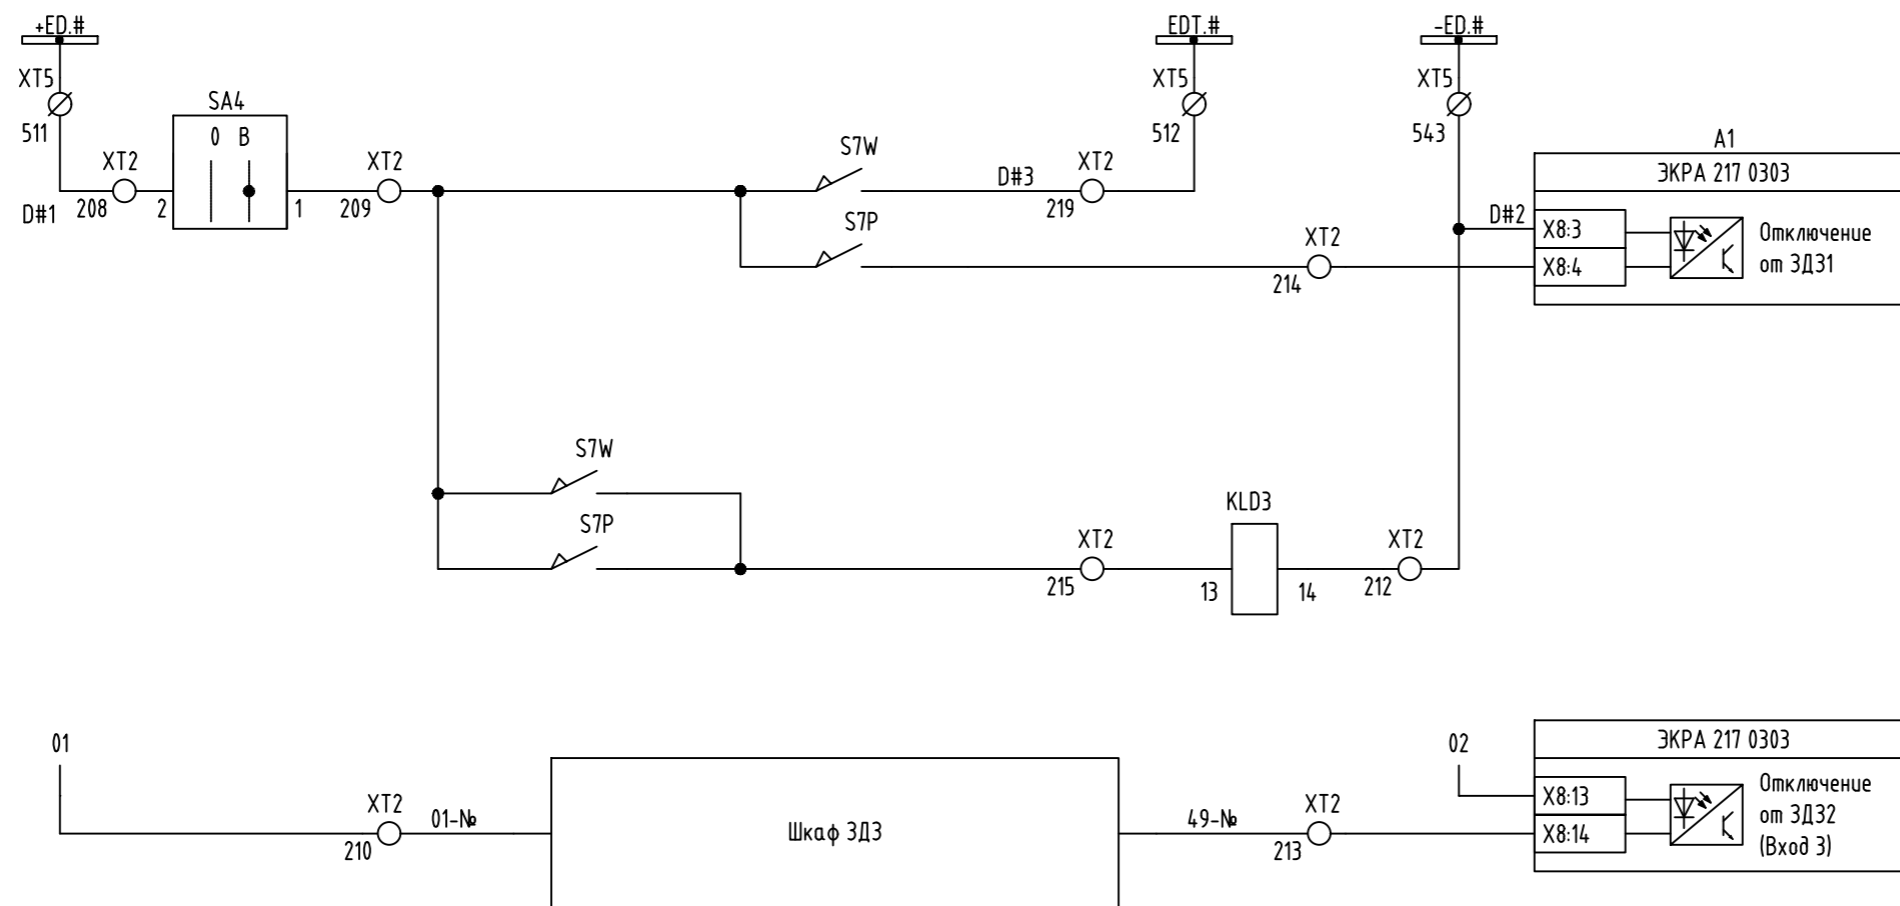 +ED.#
EDT.#
-ED.#
XT5
XT5
XT5
511
512
543
SA4
0 B
XT2
208
2
1
D#1
XT2
209
S7W
D#3
XT2
219
S7P
XT2
214
D#2
A1
ЭКРА 217 0303
X8:3
X8:4
Отключение
от ЗДЗ1
S7W
S7P
XT2
215
KLD3
13
14
XT2
212
01
XT2
210
01-№
Шкаф ЗДЗ
49-№
XT2
213
02
ЭКРА 217 0303
X8:13
X8:14
Отключение
от ЗДЗ2
(Вход 3)